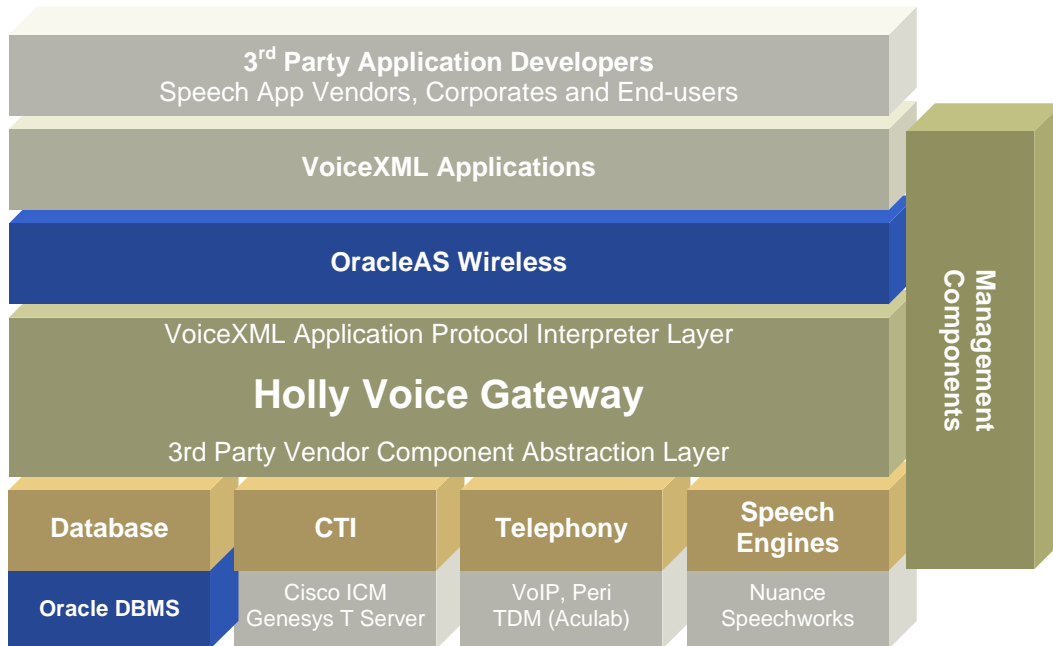 3rd Party Application Developers
Speech App Vendors, Corporates and End-users
VoiceXML Applications
OracleAS Wireless
VoiceXML Application Protocol Interpreter Layer
Holly Voice Gateway
3rd Party Vendor Component Abstraction Layer
Management
Components
Database
CTI
Telephony
Speech
Engines
Oracle DBMS
Cisco ICM
Genesys T Server
VoIP, Peri
TDM (Aculab)
Nuance
Speechworks